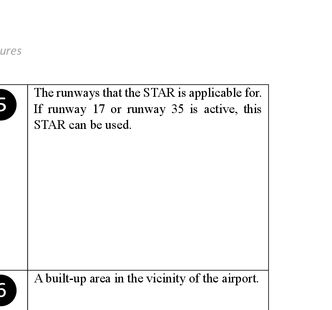 ures
5
The runways that the STAR is applicable for.
If runway 17 or runway 35 is active, this
STAR can be used.
6
A built-up area in the vicinity of the airport.